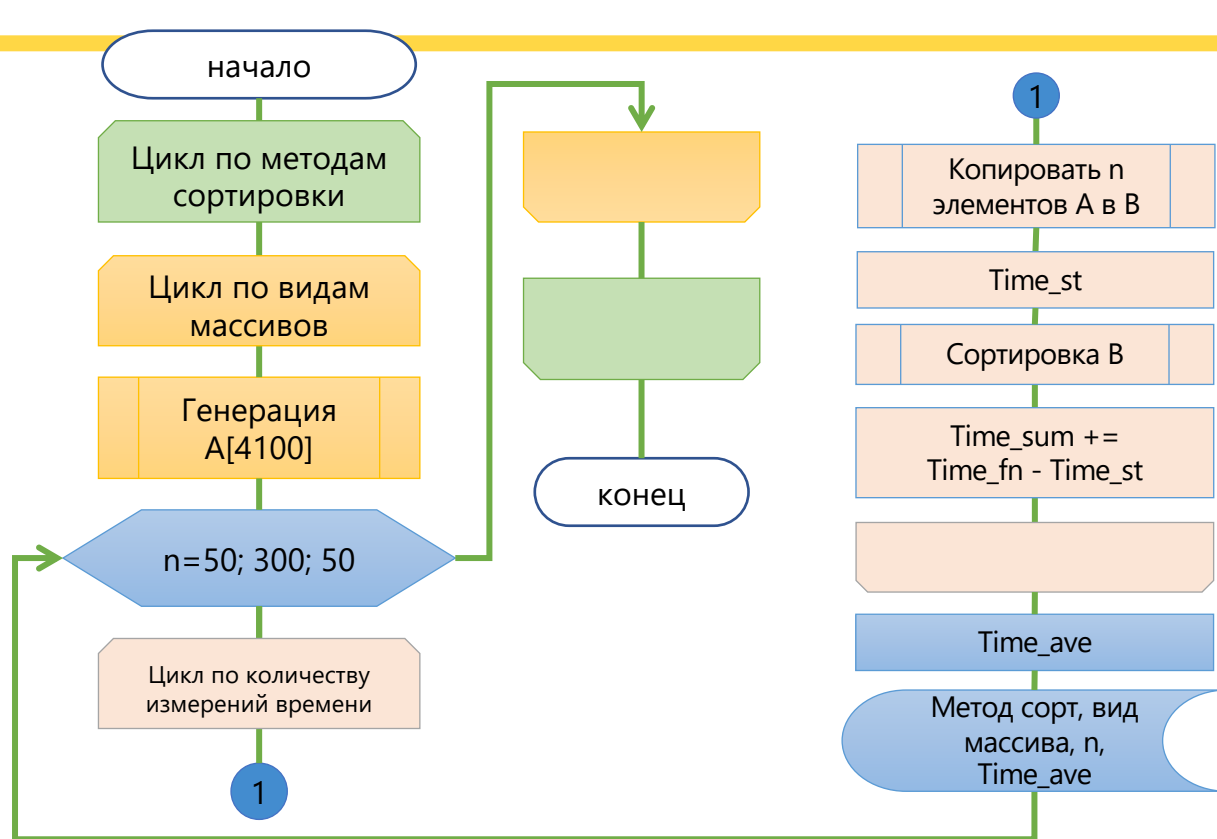 начало
Цикл по методам
сортировки
Цикл по видам
массивов
Генерация
A[4100]
n=50; 300; 50
Цикл по количеству
измерений времени
1
конец
1
Копировать n
элементов A в B
Time_st
Сортировка B
Time_sum +=
Time_fn - Time_st
Time_ave
Метод сорт, вид
массива, n,
Time_ave